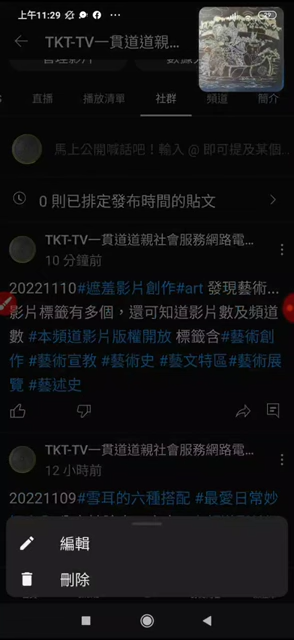 上午11:29
TKT-TV一貫道道親...
管理影片
直播 播放清單 社群 頻道 簡介
馬上公開喊話吧！輸入 @ 即可提及某個...
0 則已排定發布時間的貼文
TKT-TV一貫道道親社會服務網路電...
10 分鐘前
20221110#遮羞影片創作#art 發現藝術...
影片標籤有多個，還可知道影片數及頻道
數 #本頻道影片版權開放 標籤含#藝術創
作 #藝術宣教 #藝術史 #藝文特區#藝術展
覽 #藝述史
TKT-TV一貫道道親社會服務網路電...
12 小時前
20221109#雪耳的六種搭配 #最愛日常妙
編輯
刪除